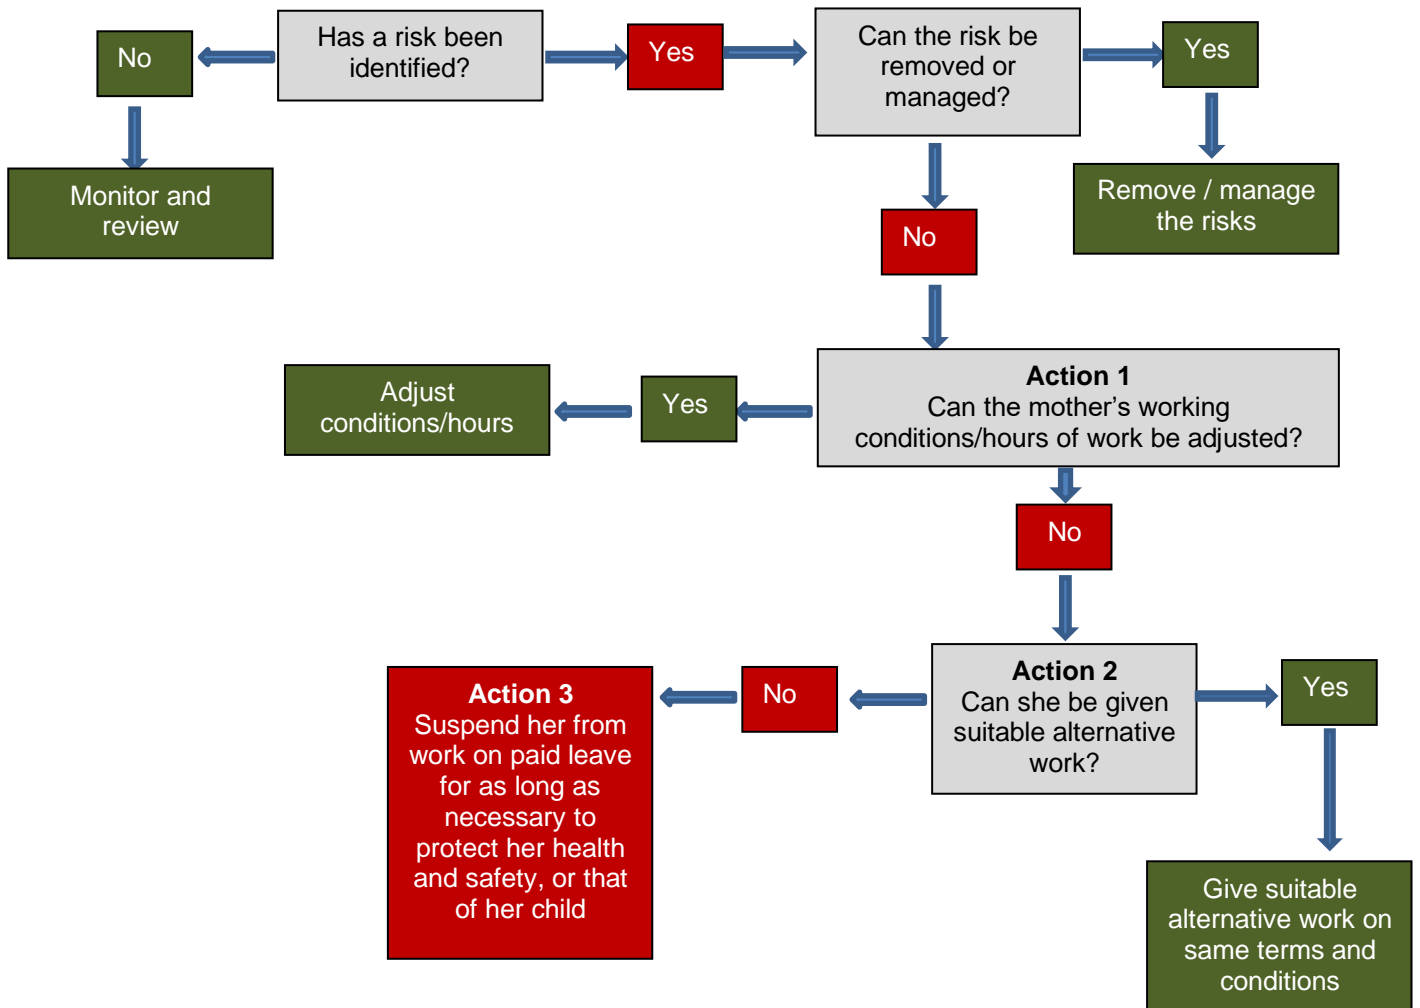 No
Has a risk been
identified?
Yes
Can the risk be
removed or
managed?
Yes
Monitor and
review
Remove / manage
the risks
No
Adjust
conditions/hours
Yes
Action 1
Can the mother’s working
conditions/hours of work be adjusted?
No
Action 3
Suspend her from
work on paid leave
for as long as
necessary to
protect her health
and safety, or that
of her child
No
Action 2
Can she be given
suitable alternative
work?
Yes
Give suitable
alternative work on
same terms and
conditions